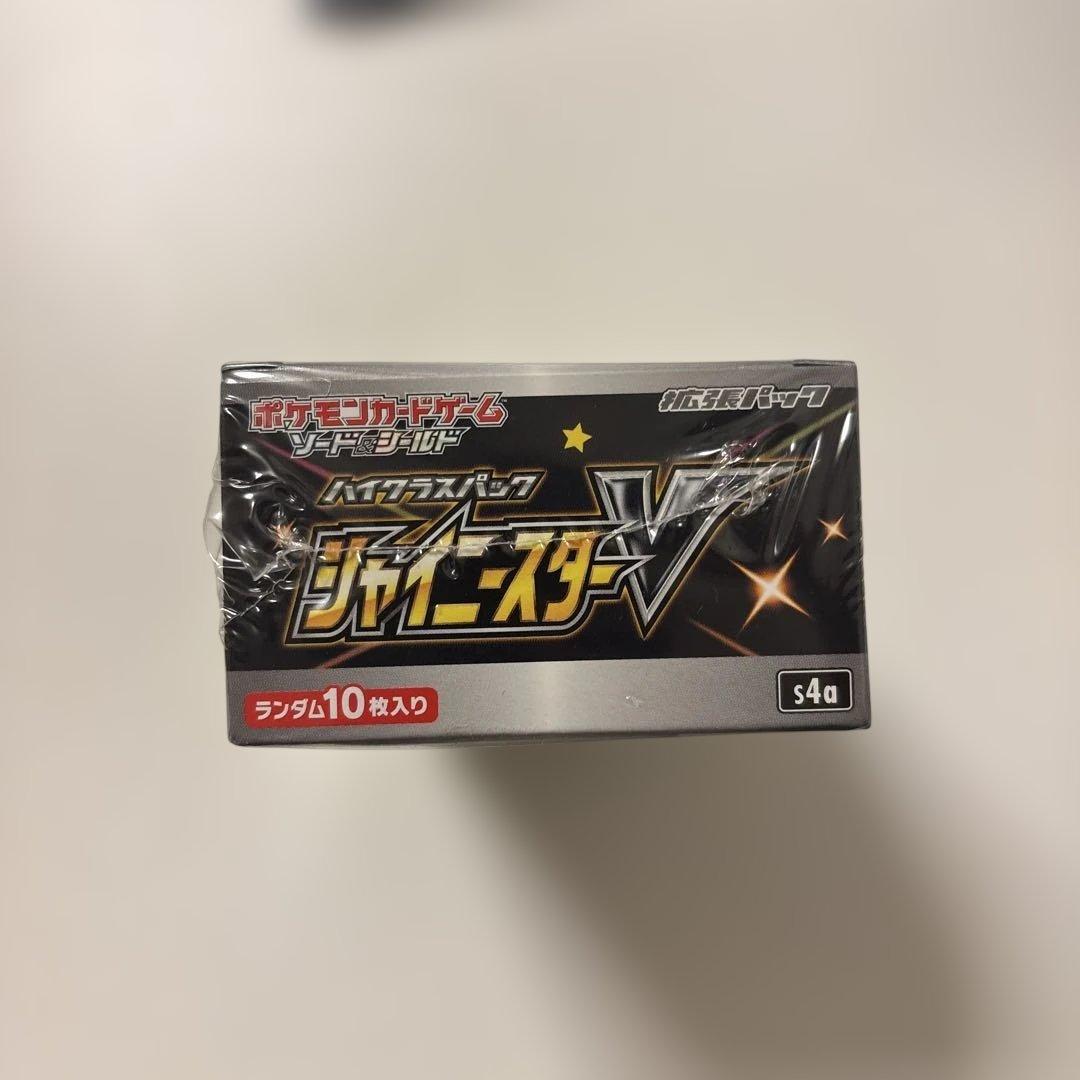 ポケモンカードゲーム
ソード&シールド
拡張パック
ハイクラスパック
シャイニースターV
ランダム10枚入り
s4a